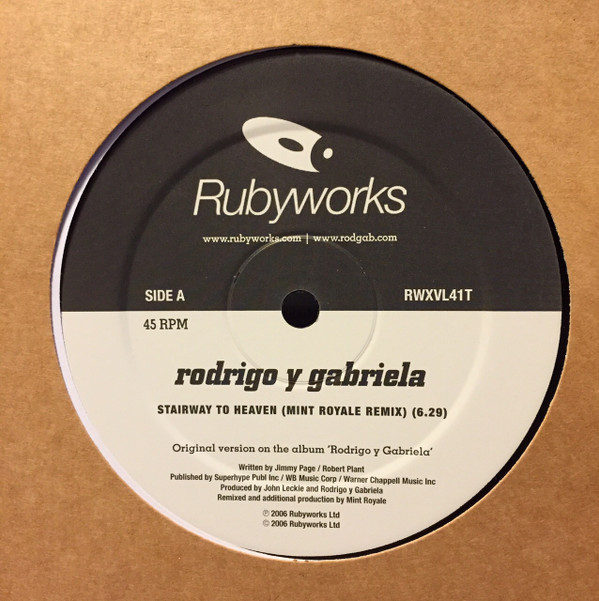 Rubyworks
www.rubyworks.com | www.rodgab.com
SIDE A
RWXVL41T
45 RPM
rodrigo y gabriela
STAIRWAY TO HEAVEN (MINT ROYALE REMIX) (6.29)
Original version on the album 'Rodrigo y Gabriela'
Written by Jimmy Page / Robert Plant
Published by Superhype Publ Inc / WB Music Corp / Warner Chappell Music Inc
Produced by John Leckie and Rodrigo y Gabriela
Remixed and additional production by Mint Royale
℗ 2006 Rubyworks Ltd
© 2006 Rubyworks Ltd